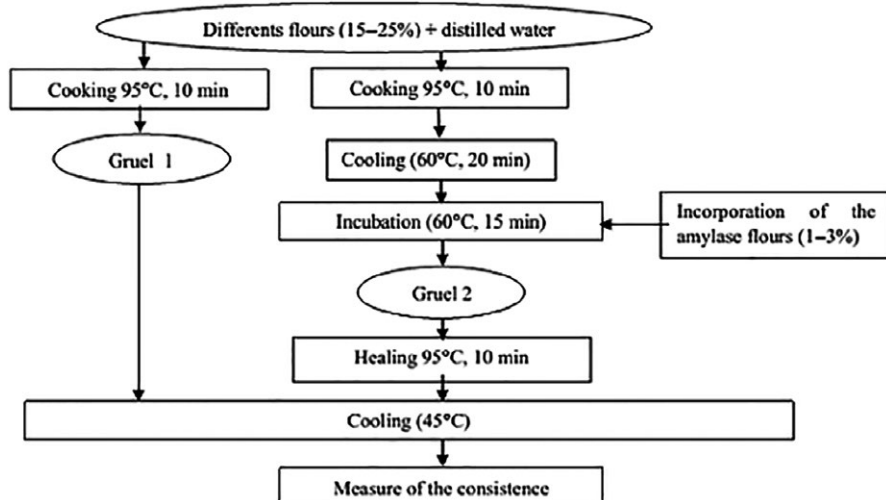 Differents flours (15–25%) + distilled water
Cooking 95°C, 10 min
Cooking 95°C, 10 min
Gruel 1
Cooling (60°C, 20 min)
Incubation (60°C, 15 min)
Incorporation of the
amylase flours (1–3%)
Gruel 2
Healing 95°C, 10 min
Cooling (45°C)
Measure of the consistence